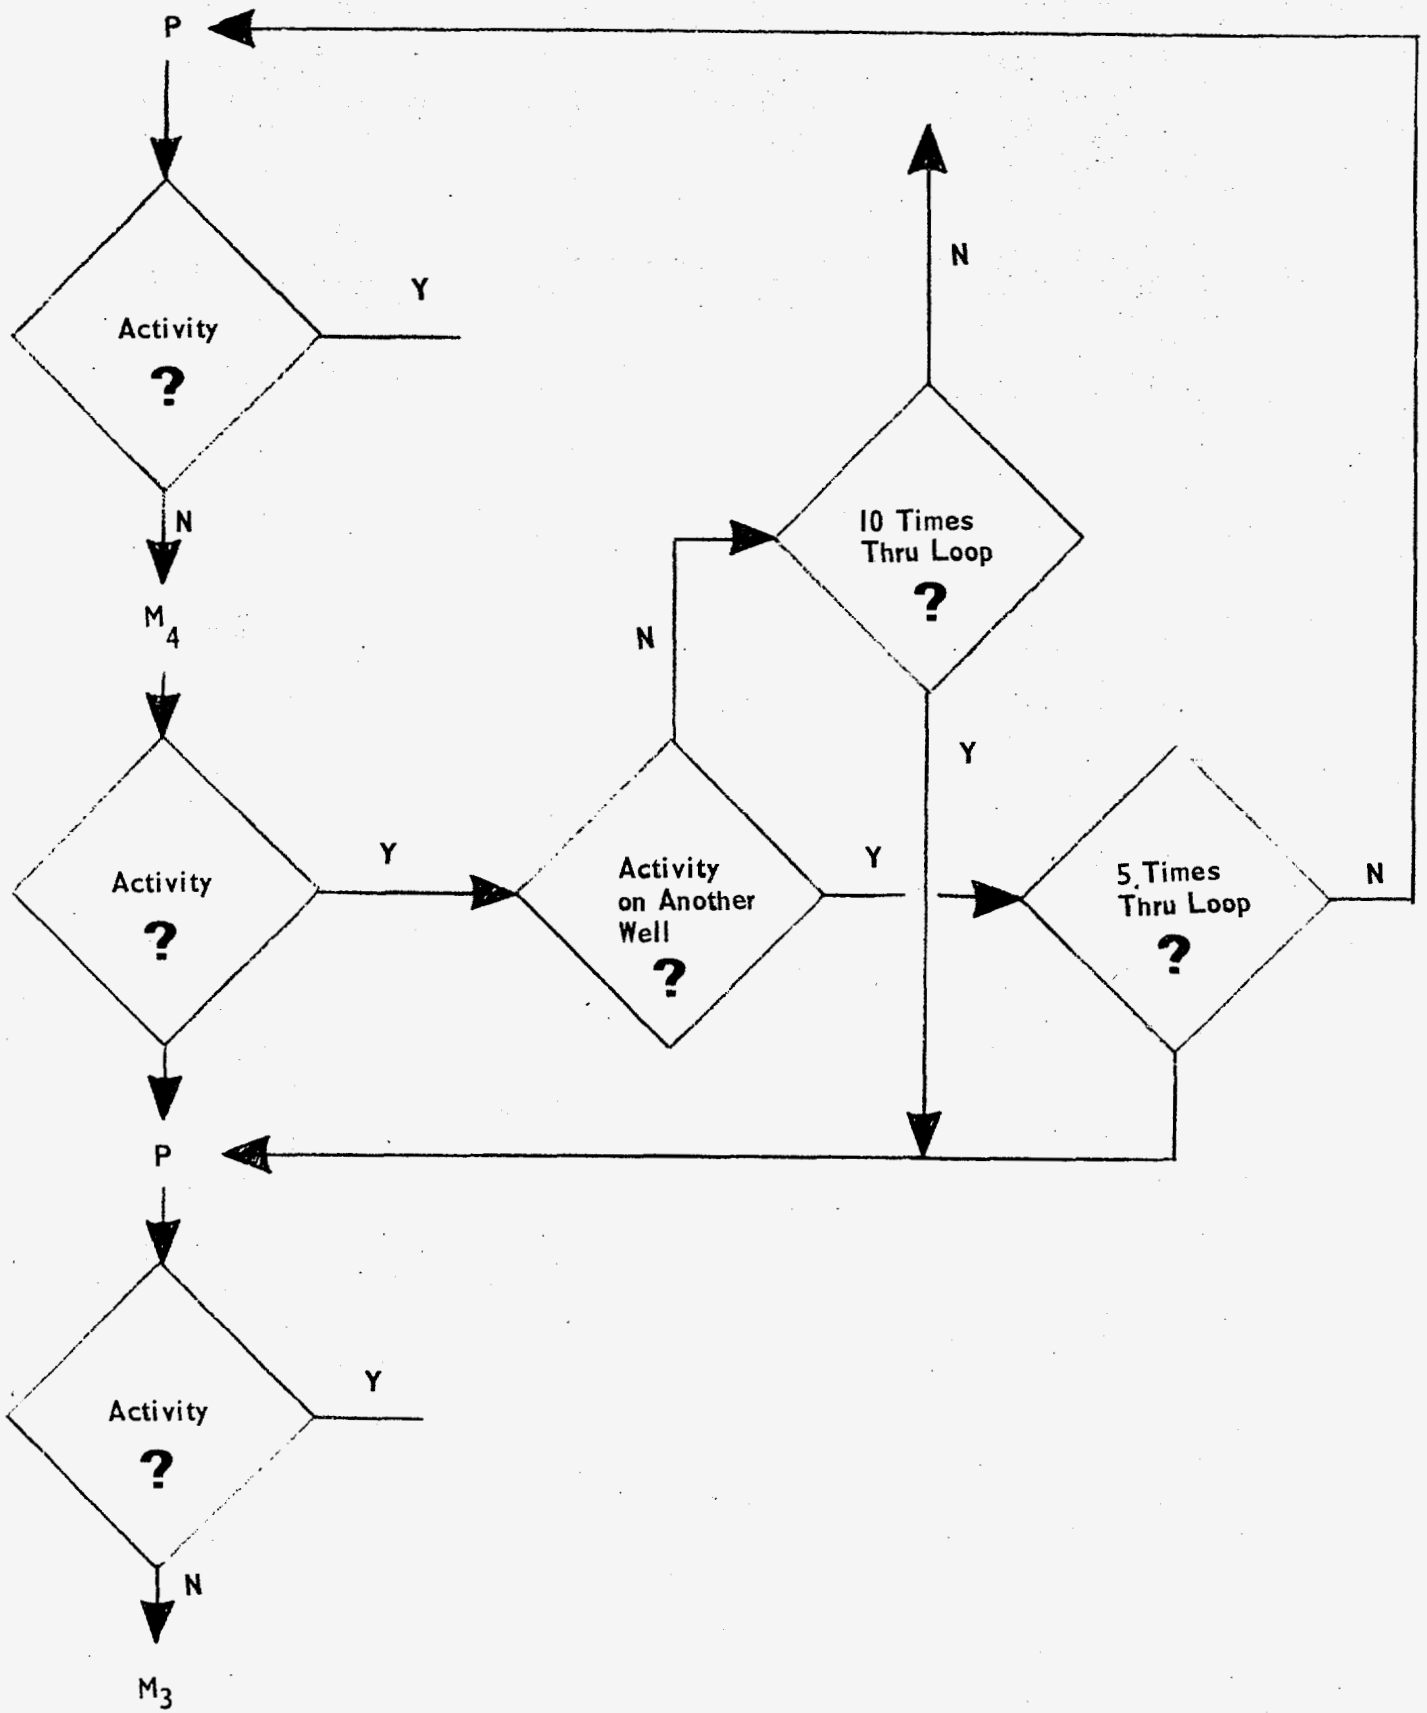 P
Y
Activity
?
N
M4
N
10 Times
Thru Loop
?
N
Y
Activity
?
Y
Activity
on Another
Well
?
Y
5 Times
Thru Loop
?
N
P
Y
Activity
?
N
M3